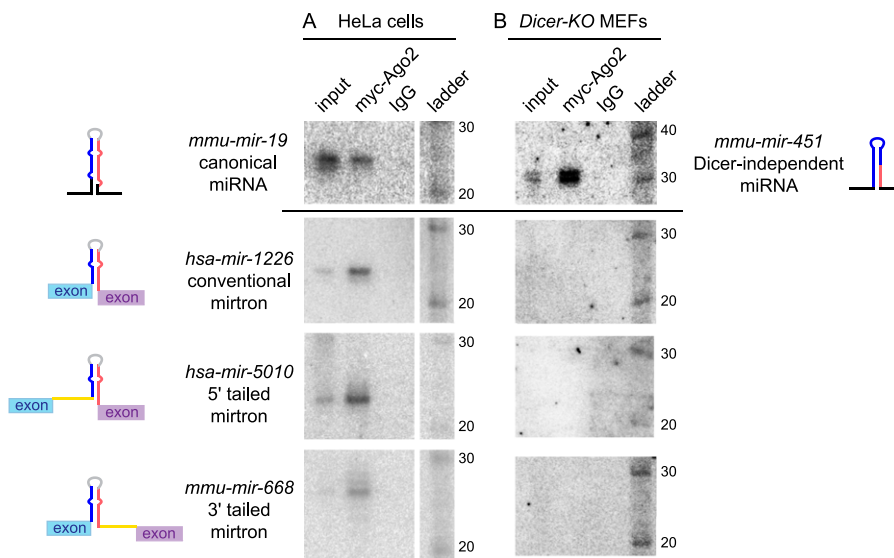 A HeLa cells
B Dicer-KO MEFs
input myc-Ago2 IgG ladder
input myc-Ago2 IgG ladder
mmu-mir-19
canonical
miRNA
30
20
40
30
mmu-mir-451
Dicer-independent
miRNA
exon
exon
hsa-mir-1226
conventional
mirtron
30
20
30
20
exon
exon
hsa-mir-5010
5' tailed
mirtron
30
20
30
20
exon
exon
mmu-mir-668
3' tailed
mirtron
30
20
30
20